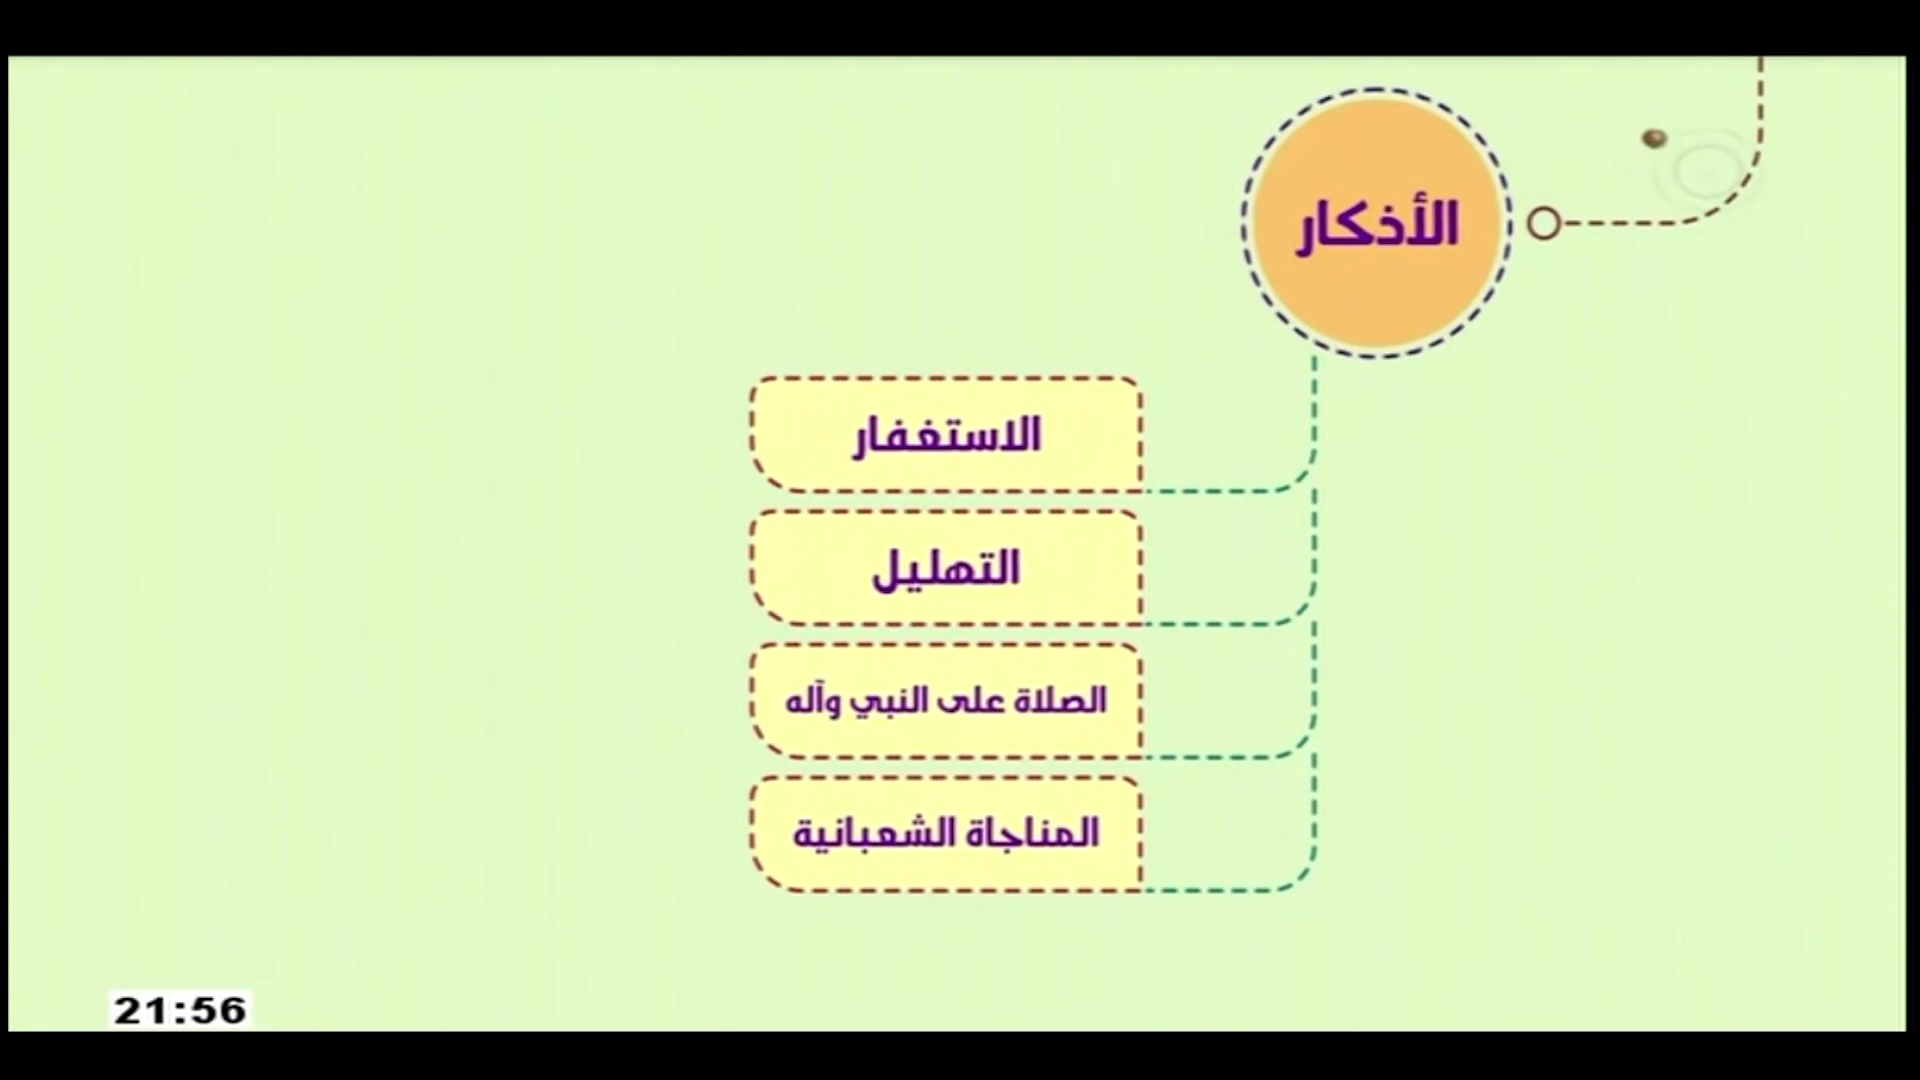 الأذكار
الاستغفار
التهليل
الصلاة على النبي وآله
المناجاة الشعبانية
21:56